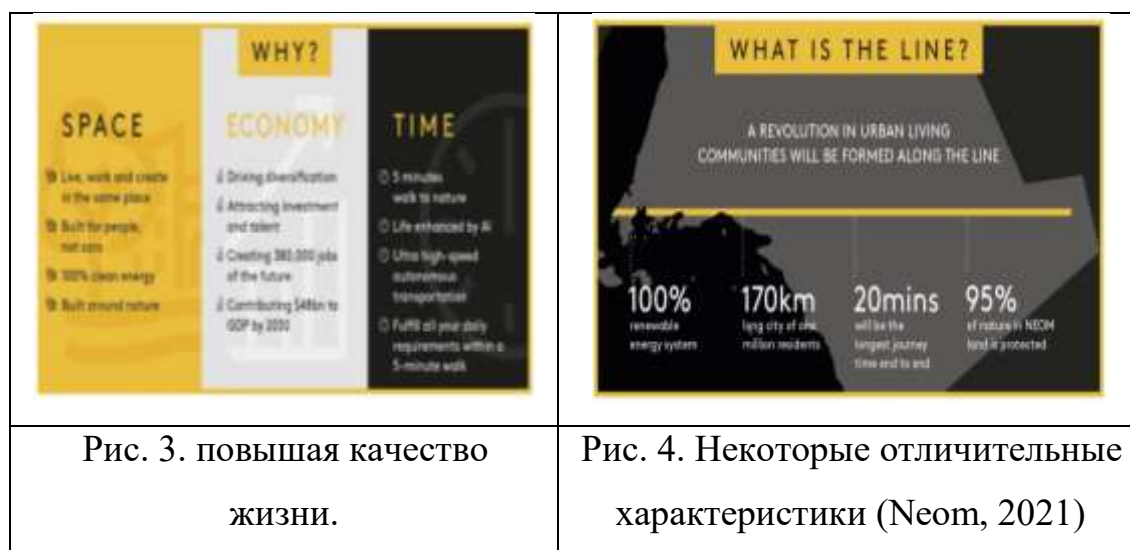 WHY?
SPACE
Live, work and create
in the same place
Built for people,
not cars
100% clean energy
Built around nature
ECONOMY
Driving diversification
Attracting investment
and talent
Creating 380,000 jobs
of the future
Contributing $48bn to
GDP by 2030
TIME
5 minutes
walk to nature
Life enhanced by AI
Ultra high-speed
autonomous
transportation
Fulfill all your daily
requirements within a
5-minute walk
Рис. 3. повышая качество
жизни.
WHAT IS THE LINE?
A REVOLUTION IN URBAN LIVING
COMMUNITIES WILL BE FORMED ALONG THE LINE
100%
renewable
energy system
170km
long city of one
million residents
20mins
will be the
longest journey
time end to end
95%
of nature in NEOM
land is protected
Рис. 4. Некоторые отличительные
характеристики (Neom, 2021)